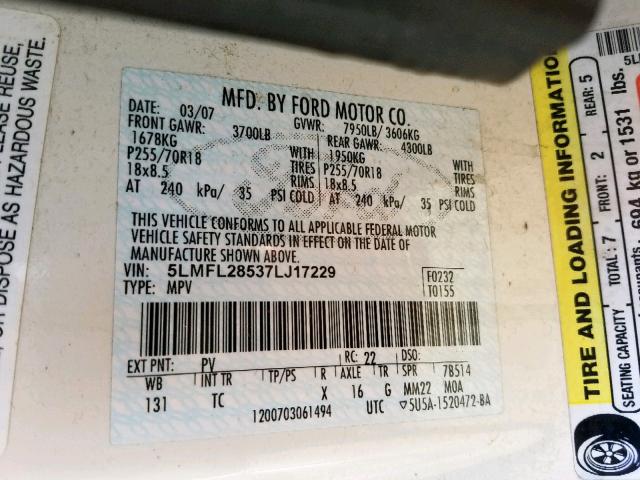 EASE REUSE,
DISPOSE AS HAZARDOUS WASTE.
MFD. BY FORD MOTOR CO.
DATE: 03/07 GVWR: 7950LB/ 3606KG
FRONT GAWR: 3700LB REAR GAWR: 4300LB
1678KG 1950KG WITH
P255/70R18 TIRES P255/70R18 TIRES
18x8.5 RIMS 18x8.5 RIMS
AT 240 kPa/ 35 PSI COLD AT 240 kPa/ 35 PSI COLD
THIS VEHICLE CONFORMS TO ALL APPLICABLE FEDERAL MOTOR
VEHICLE SAFETY STANDARDS IN EFFECT ON THE DATE OF
MANUFACTURE SHOWN ABOVE.
VIN: 5LMFL28537LJ17229 F0232
TYPE: MPV T0155
EXT PNT: PV RC: 22 DSO:
WB INT TR TP/PS R AXLE TR SPR 7B514
131 TC X 16 G MM22 MOA
1200703061494 UTC ▽5U5A-1520472-BA
TIRE AND LOADING INFORMATION
SEATING CAPACITY TOTAL: 7 FRONT: 2 REAR: 5
694 kg or 1531 lbs.
5L